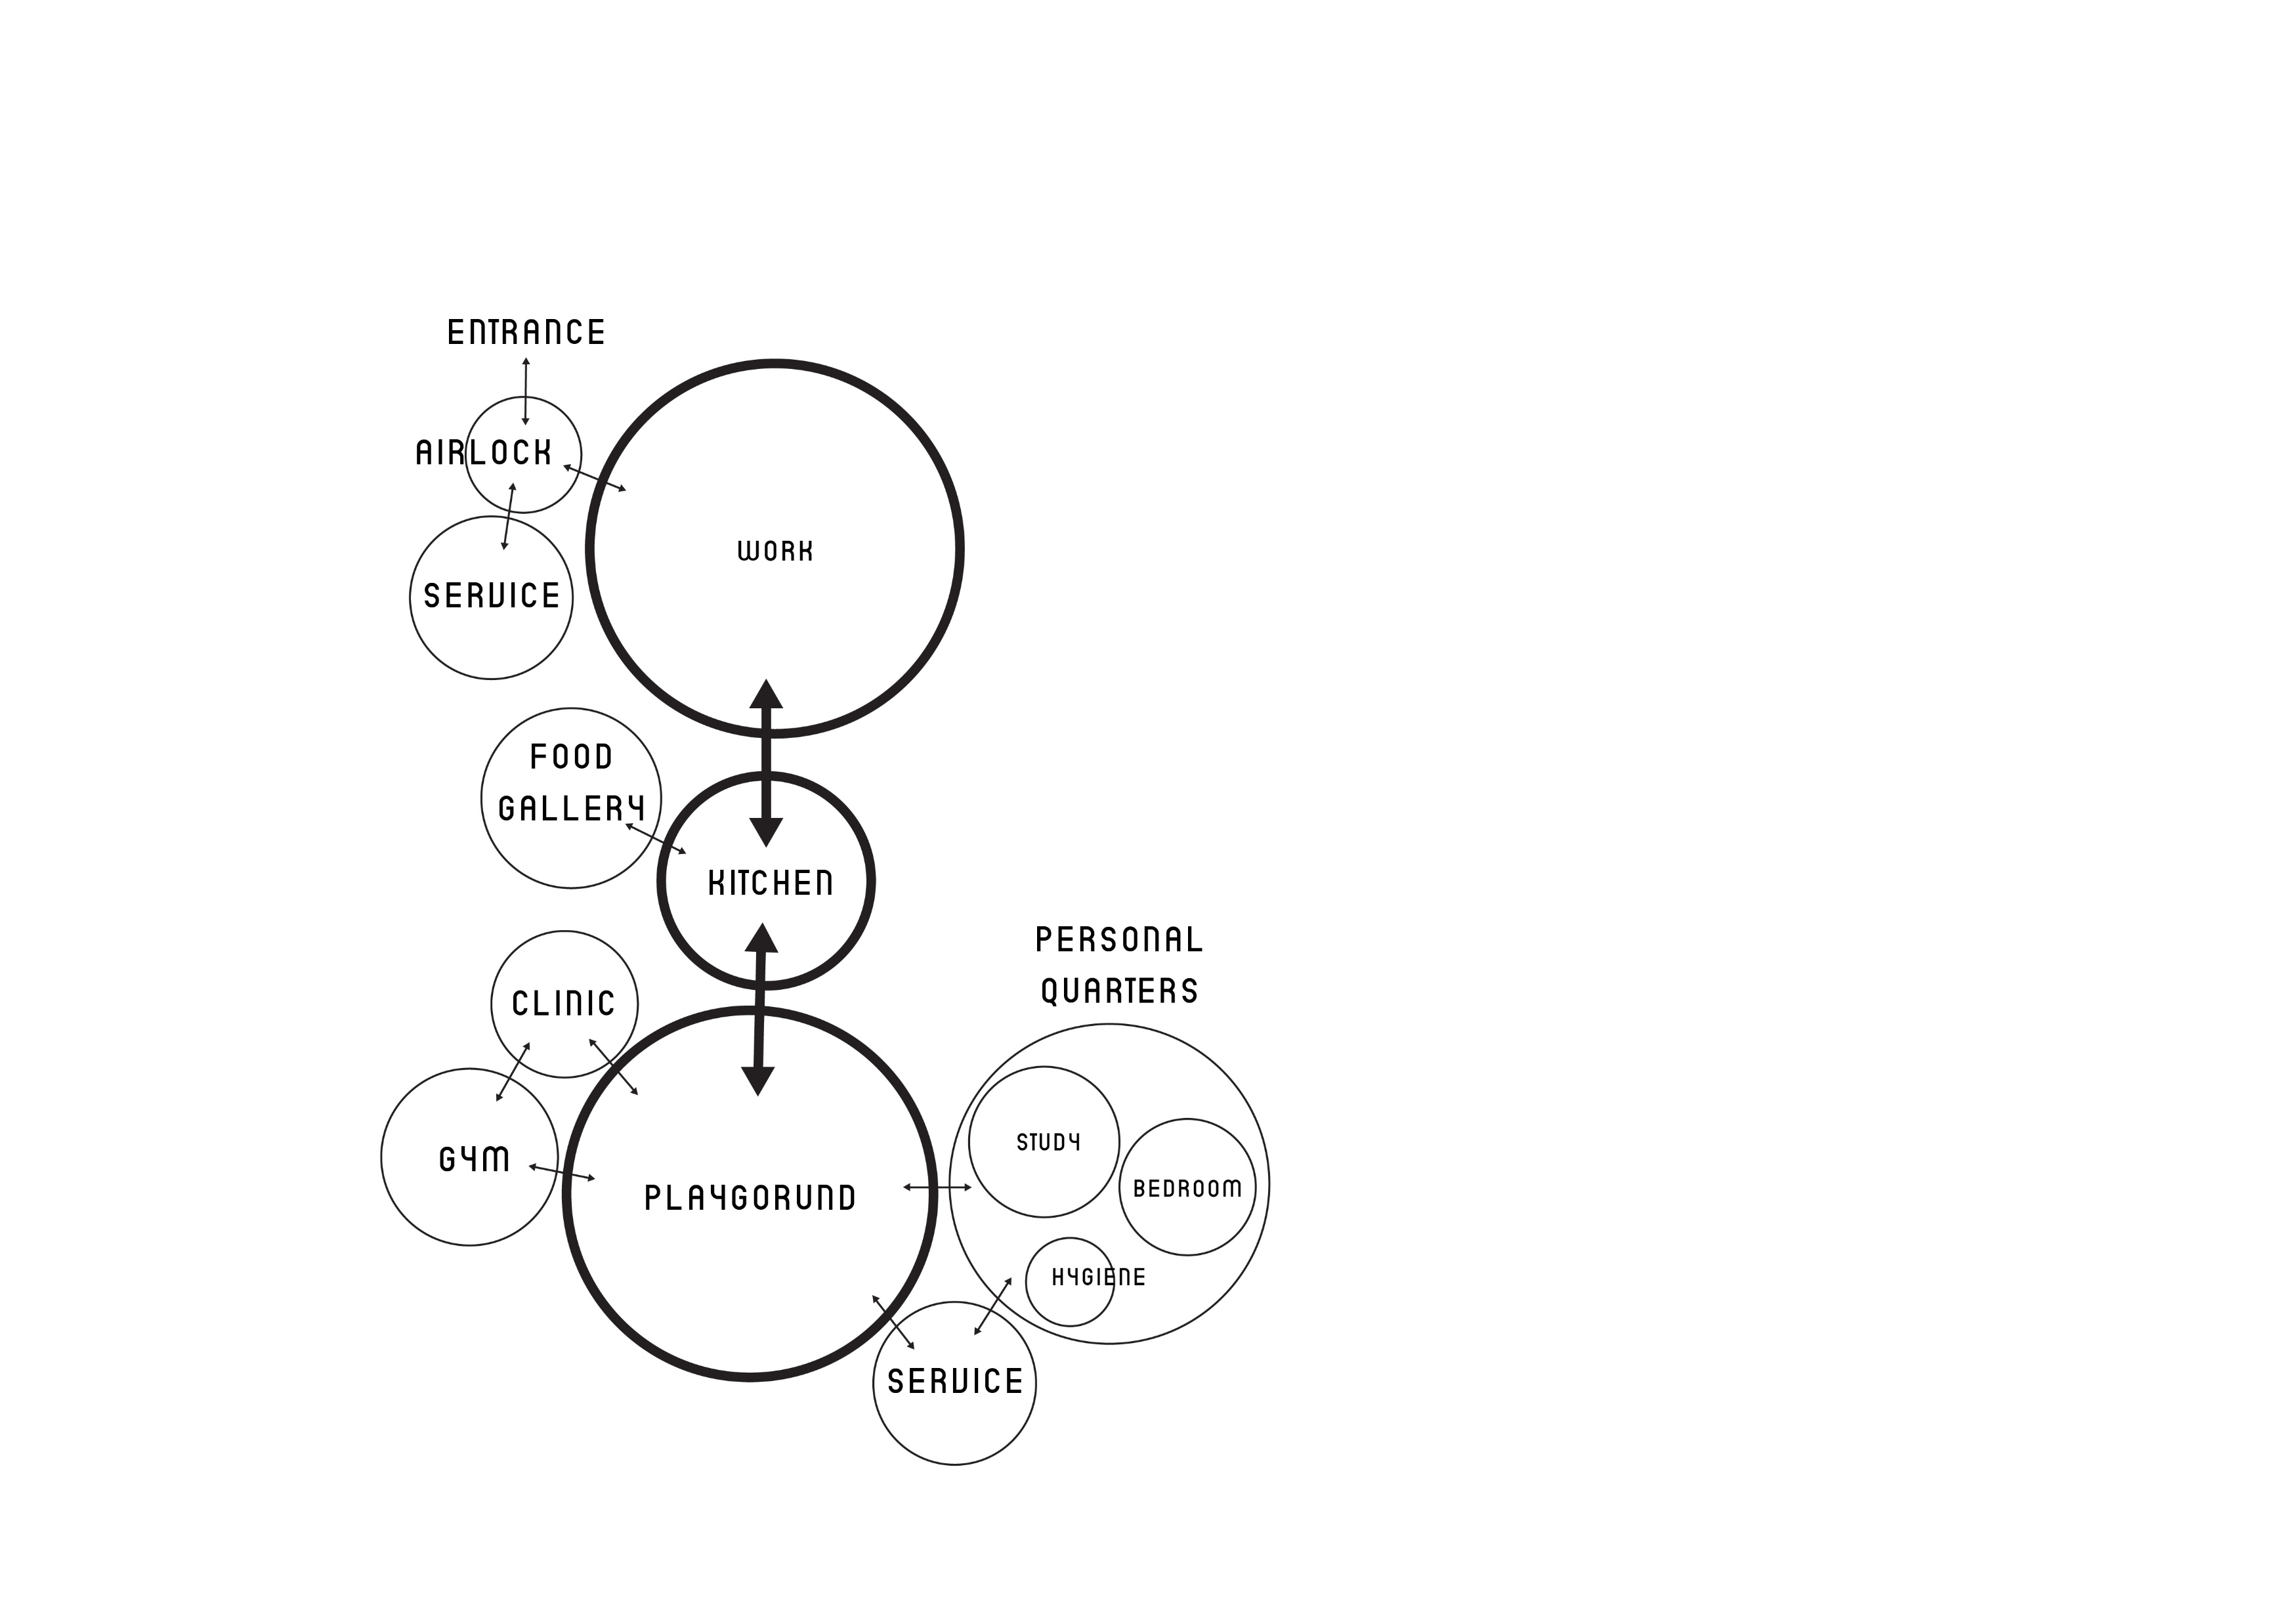 ENTRANCE
AIRLOCK
WORK
SERVICE
FOOD
GALLERY
KITCHEN
PERSONAL
QUARTERS
CLINIC
STUDY
GYM
BEDROOM
PLAYGORUND
HYGIENE
SERVICE